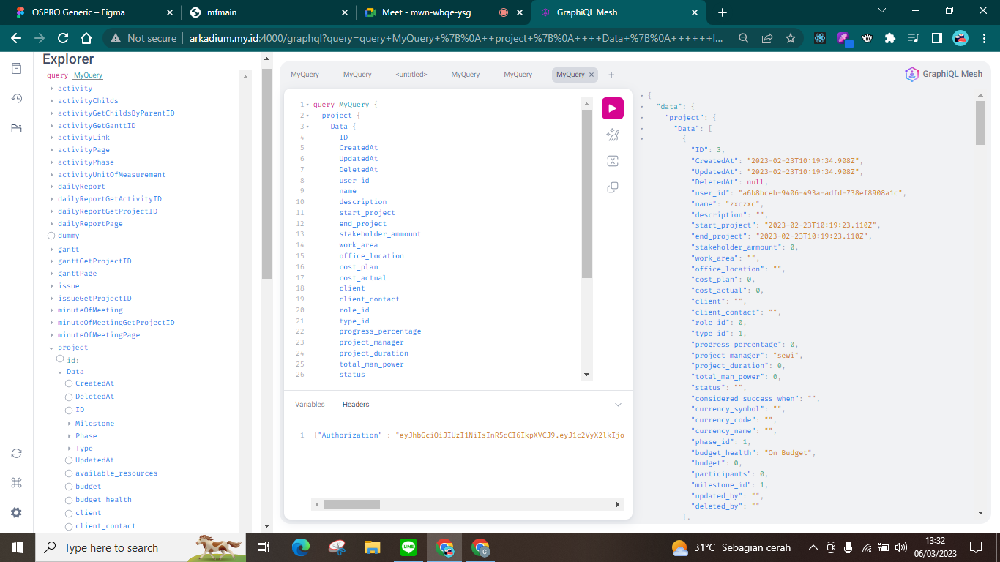 OSPRO Generic – Figma
mfmain
Meet - mwn-wbqe-ysg
GraphiQL Mesh
Not secure
arkadium.my.id:4000/graphql?query=query+MyQuery+%7B%0A++project+%7B%0A++++Data+%7B%0A++++++I...
Explorer
query MyQuery
activity
activityChilds
activityGetChildsByParentID
activityGetGanttID
activityLink
activityPage
activityPhase
activityUnitOfMeasurement
dailyReport
dailyReportGetActivityID
dailyReportGetProjectID
dailyReportPage
dummy
gantt
ganttGetProjectID
ganttPage
issue
issueGetProjectID
minuteOfMeeting
minuteOfMeetingGetProjectID
minuteOfMeetingPage
project
id:
Data
CreatedAt
DeletedAt
ID
Milestone
Phase
Type
UpdatedAt
available_resources
budget
budget_health
client
client_contact
MyQuery
MyQuery
<untitled>
MyQuery
MyQuery
MyQuery
GraphiQL Mesh
1 query MyQuery {
2 project {
3 Data {
4 ID
5 CreatedAt
6 UpdatedAt
7 DeletedAt
8 user_id
9 name
10 description
11 start_project
12 end_project
13 stakeholder_ammount
14 work_area
15 office_location
16 cost_plan
17 cost_actual
18 client
19 client_contact
20 role_id
21 type_id
22 progress_percentage
23 project_manager
24 project_duration
25 total_man_power
26 status
Variables
Headers
1 {"Authorization" : "eyJhbGciOiJIUzI1NiIsInR5cCI6IkpXVCJ9.eyJ1c2VyX2lkIjo
{
"data": {
"project": {
"Data": [
{
"ID": 3,
"CreatedAt": "2023-02-23T10:19:34.908Z",
"UpdatedAt": "2023-02-23T10:19:34.908Z",
"DeletedAt": null,
"user_id": "a6b8bceb-9406-493a-adfd-738ef8908a1c",
"name": "zxczxc",
"description": "",
"start_project": "2023-02-23T10:19:23.110Z",
"end_project": "2023-02-23T10:19:23.110Z",
"stakeholder_ammount": 0,
"work_area": "",
"office_location": "",
"cost_plan": 0,
"cost_actual": 0,
"client": "",
"client_contact": "",
"role_id": 0,
"type_id": 1,
"progress_percentage": 0,
"project_manager": "sewi",
"project_duration": 0,
"total_man_power": 0,
"status": "",
"considered_success_when": "",
"currency_symbol": "",
"currency_code": "",
"currency_name": "",
"phase_id": 1,
"budget_health": "On Budget",
"budget": 0,
"participants": 0,
"milestone_id": 1,
"updated_by": "",
"deleted_by": ""
},
Type here to search
31°C Sebagian cerah
13:32
06/03/2023